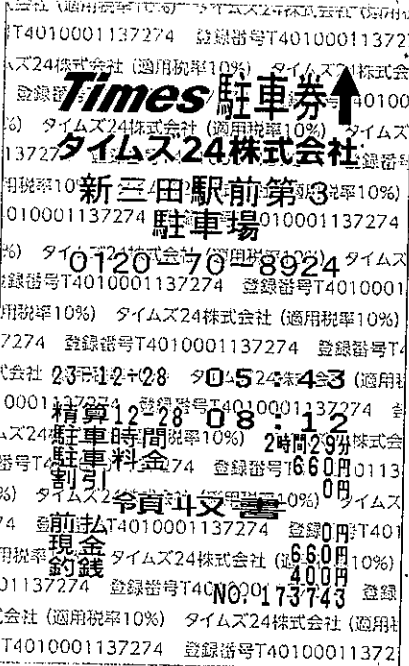 Times 駐車券
タイムズ24株式会社
新三田駅前第3
駐車場
0120-70-8924
23-12-28 05:43
精算12-28 08:12
駐車時間 2時間29分
駐車料金 660円
割引 0円
領収書
前払 0円
現金 660円
釣銭 400円
NO.173743
タイムズ24株式会社(適用税率10%)
登録番号T4010001137274